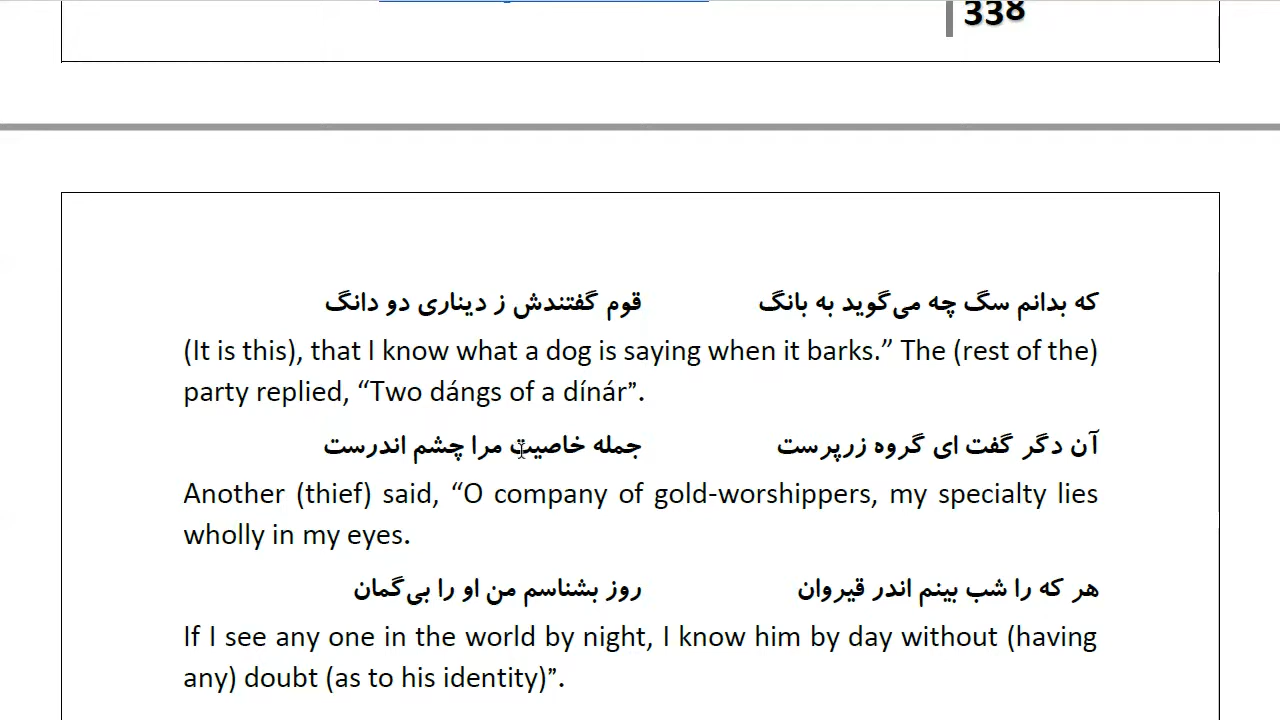 338
که بدانم سگ چه می‌گوید به بانگ قوم گفتندش ز دیناری دو دانگ
(It is this), that I know what a dog is saying when it barks.” The (rest of the)
party replied, “Two dángs of a dínár”.
آن دگر گفت ای گروه زرپرست جمله خاصیت مرا چشم اندرست
Another (thief) said, “O company of gold-worshippers, my specialty lies
wholly in my eyes.
هر که را شب بینم اندر قیروان روز بشناسم من او را بی‌گمان
If I see any one in the world by night, I know him by day without (having
any) doubt (as to his identity)”.